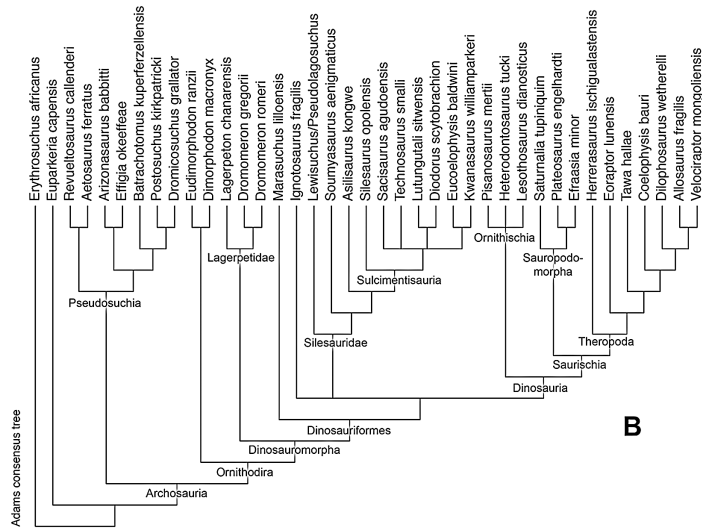 Erythrosuchus africanus
Euparkeria capensis
Revueltosaurus callenderi
Aetosaurus ferratus
Arizonasaurus babbitti
Effigia okeeffeae
Batrachotomus kuperferzellensis
Postosuchus kirkpatricki
Dromicosuchus grallator
Eudimorphodon ranzii
Dimorphodon macronyx
Lagerpeton chanarensis
Dromomeron gregorii
Dromomeron romeri
Marasuchus lilloensis
Ignotosaurus fragilis
Lewisuchus/Pseudolagosuchus
Soumyasaurus aenigmaticus
Asilisaurus kongwe
Silesaurus opolensis
Sacisaurus agudoensis
Technosaurus smalli
Lutungutali sitwensis
Diodorus scytobrachion
Eucoelophysis baldwini
Kwanasaurus williamparkeri
Pisanosaurus mertii
Heterodontosaurus tucki
Lesothosaurus dianosticus
Saturnalia tupiniquim
Plateosaurus engelhardti
Efraasia minor
Herrerasaurus ischigualastensis
Eoraptor lunensis
Tawa hallae
Coelophysis bauri
Dilophosaurus wetherelli
Allosaurus fragilis
Velociraptor mongoliensis
Ornithischia
Lagerpetidae
Sauropodo-
morpha
Sulcimentisauria
Pseudosuchia
Silesauridae
Theropoda
Saurischia
Dinosauria
Dinosauriformes
B
Dinosauromorpha
Ornithodira
Archosauria
Adams consensus tree